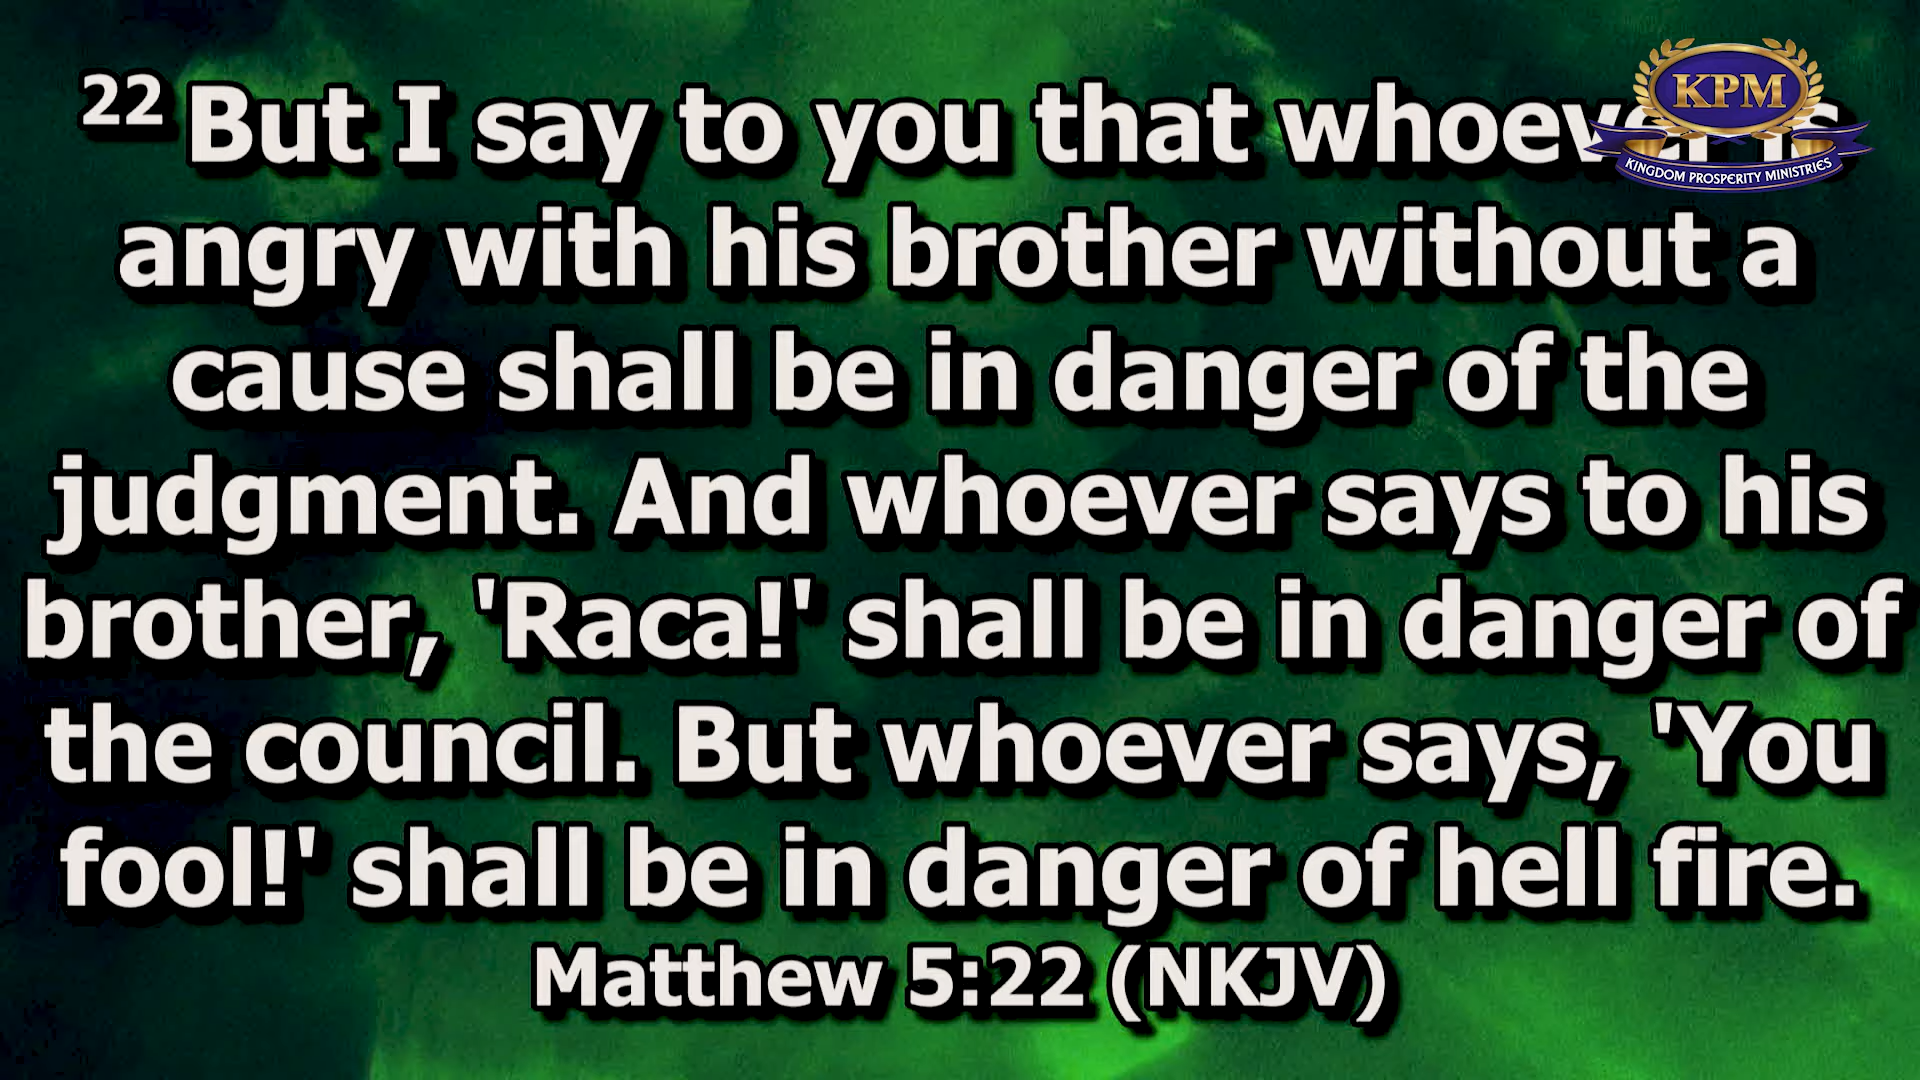 22 But I say to you that whoever is
angry with his brother without a
cause shall be in danger of the
judgment. And whoever says to his
brother, 'Raca!' shall be in danger of
the council. But whoever says, 'You
fool!' shall be in danger of hell fire.
Matthew 5:22 (NKJV)
KPM
KINGDOM PROSPERITY MINISTRIES